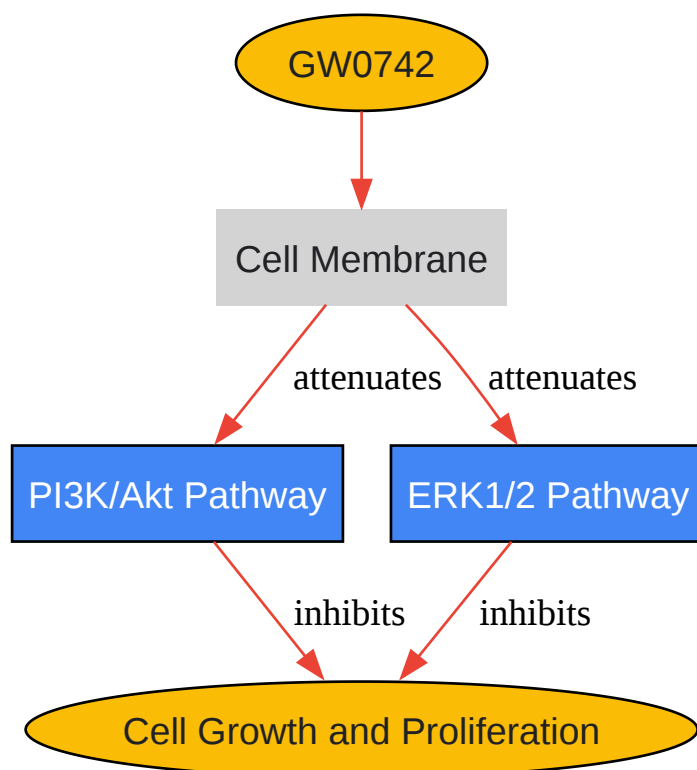 GW0742
Cell Membrane
attenuates
attenuates
PI3K/Akt Pathway
ERK1/2 Pathway
inhibits
inhibits
Cell Growth and Proliferation